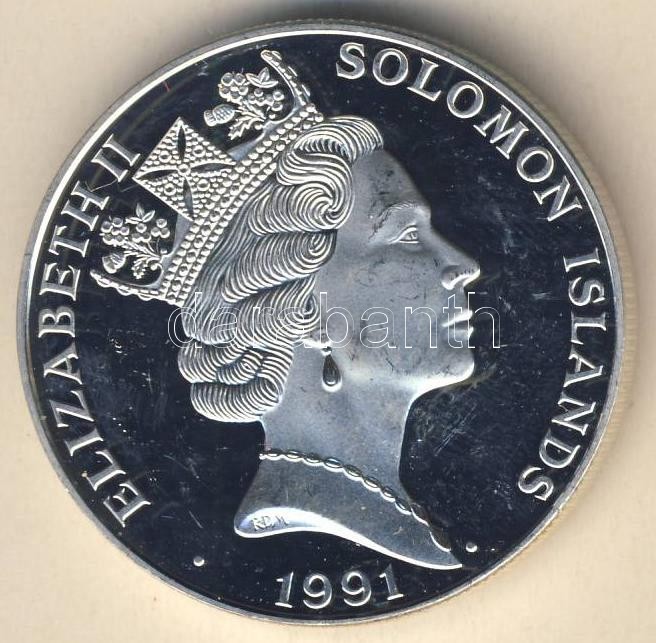 ELIZABETH II
SOLOMON ISLANDS
· 1991 ·
RDM
darabanth